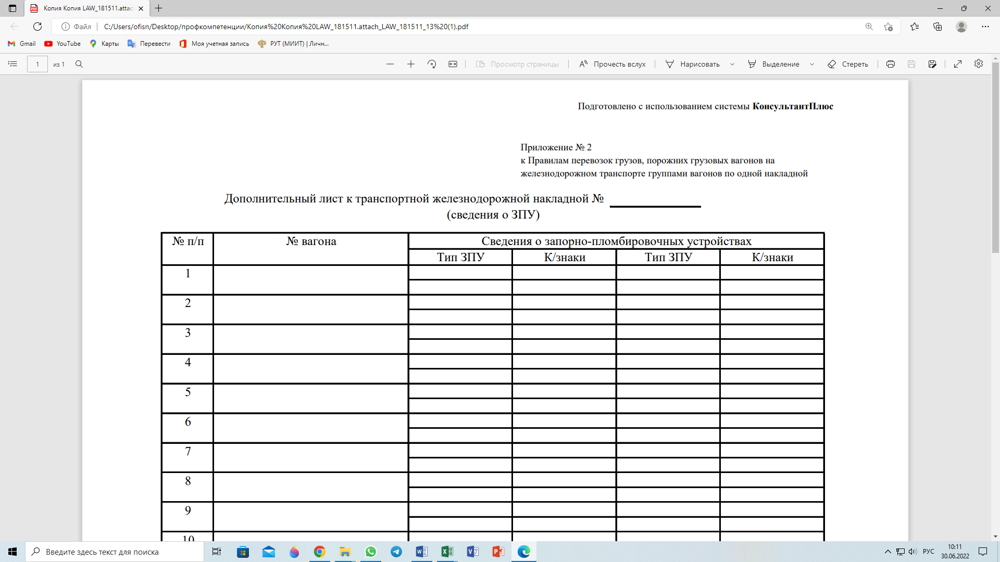 Копия Копия LAW_181511.attac
Файл
C:/Users/ofisn/Desktop/профкомпетенции/Копия%20Копия%20LAW_181511.attach_LAW_181511_13%20(1).pdf
Gmail YouTube Карты Перевести Моя учетная запись РУТ (МИИТ) | Личн...
1 из 1 Просмотр страницы Прочесть вслух Нарисовать Выделение Стереть
Подготовлено с использованием системы КонсультантПлюс
Приложение № 2
к Правилам перевозок грузов, порожних грузовых вагонов на
железнодорожном транспорте группами вагонов по одной накладной
Дополнительный лист к транспортной железнодорожной накладной №
(сведения о ЗПУ)
№ п/п № вагона Сведения о запорно-пломбировочных устройствах
Тип ЗПУ К/знаки Тип ЗПУ К/знаки
1
2
3
4
5
6
7
8
9
10
Введите здесь текст для поиска
РУС
10:11
30.06.2022